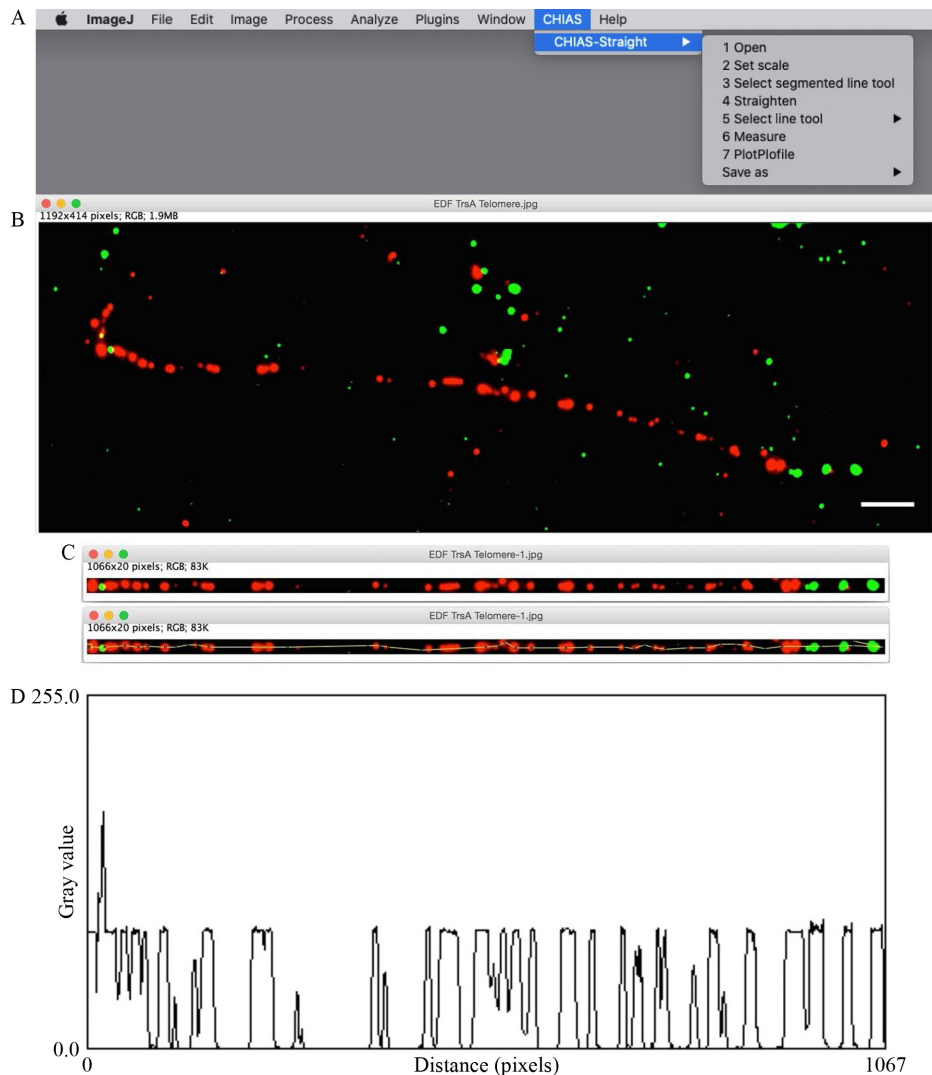 A
ImageJ File Edit Image Process Analyze Plugins Window CHIAS Help
CHIAS-Straight
1 Open
2 Set scale
3 Select segmented line tool
4 Straighten
5 Select line tool
6 Measure
7 PlotPlofile
Save as
EDF TrsA Telomere.jpg
B
1192x414 pixels; RGB; 1.9MB
C
EDF TrsA Telomere-1.jpg
1066x20 pixels; RGB; 83K
EDF TrsA Telomere-1.jpg
1066x20 pixels; RGB; 83K
D 255.0
Gray value
0.0
0 Distance (pixels) 1067